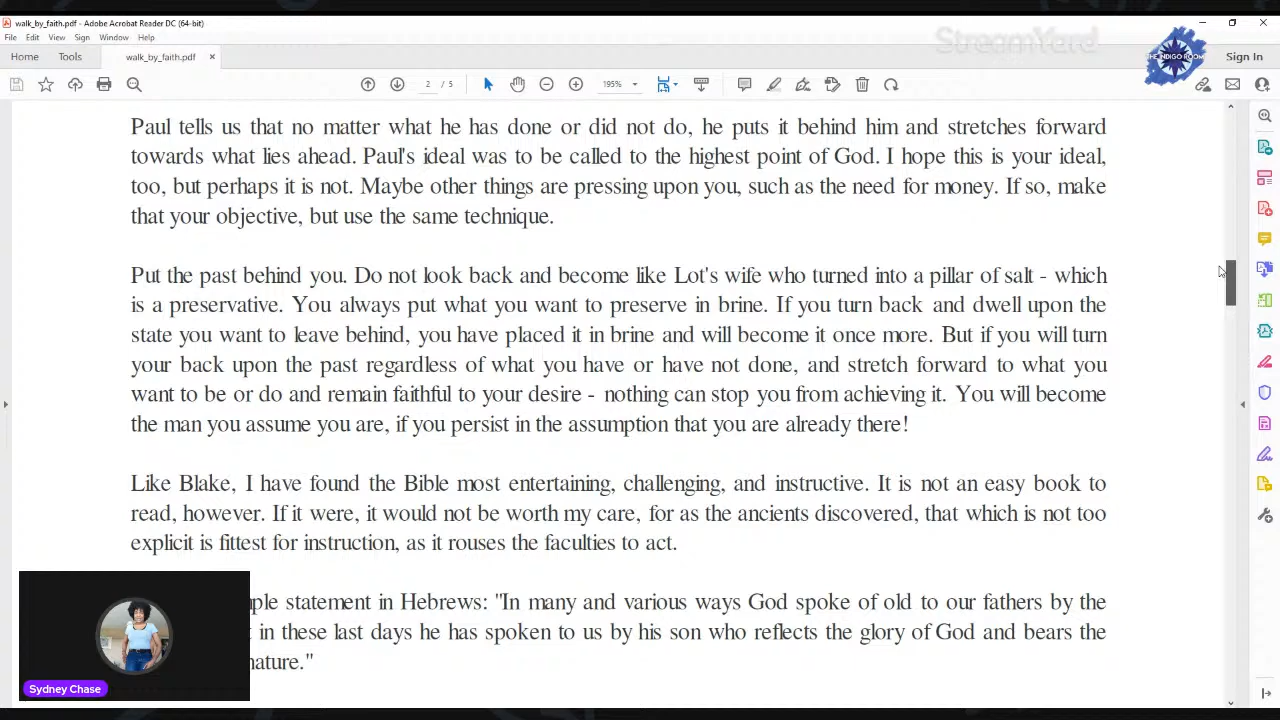 walk_by_faith.pdf - Adobe Acrobat Reader DC (64-bit)
File Edit View Sign Window Help
StreamYard
THE INDIGO ROOM
Home Tools walk_by_faith.pdf × Sign In
2 / 5 195%
Paul tells us that no matter what he has done or did not do, he puts it behind him and stretches forward
towards what lies ahead. Paul's ideal was to be called to the highest point of God. I hope this is your ideal,
too, but perhaps it is not. Maybe other things are pressing upon you, such as the need for money. If so, make
that your objective, but use the same technique.
Put the past behind you. Do not look back and become like Lot's wife who turned into a pillar of salt - which
is a preservative. You always put what you want to preserve in brine. If you turn back and dwell upon the
state you want to leave behind, you have placed it in brine and will become it once more. But if you will turn
your back upon the past regardless of what you have or have not done, and stretch forward to what you
want to be or do and remain faithful to your desire - nothing can stop you from achieving it. You will become
the man you assume you are, if you persist in the assumption that you are already there!
Like Blake, I have found the Bible most entertaining, challenging, and instructive. It is not an easy book to
read, however. If it were, it would not be worth my care, for as the ancients discovered, that which is not too
explicit is fittest for instruction, as it rouses the faculties to act.
statement in Hebrews: "In many and various ways God spoke of old to our fathers by the
in these last days he has spoken to us by his son who reflects the glory of God and bears the
nature."
Sydney Chase